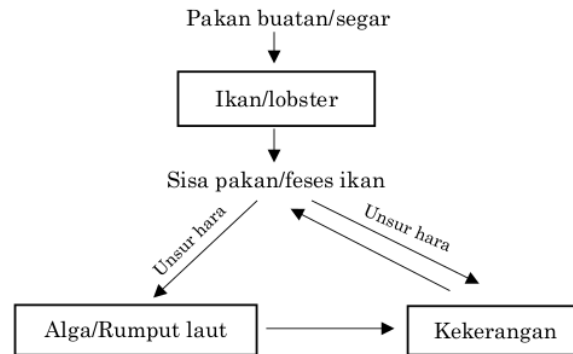 Pakan buatan/segar
Ikan/lobster
Sisa pakan/feses ikan
Unsur hara
Unsur hara
Alga/Rumput laut
Kekerangan